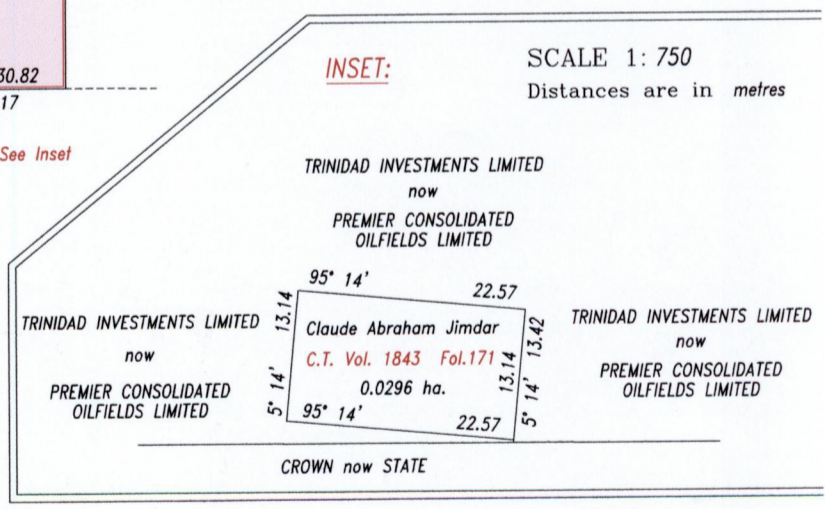 30.82
17
See Inset
INSET:
SCALE 1: 750
Distances are in metres
TRINIDAD INVESTMENTS LIMITED
now
PREMIER CONSOLIDATED
OILFIELDS LIMITED
95° 14'
22.57
13.14
5° 14'
TRINIDAD INVESTMENTS LIMITED
now
PREMIER CONSOLIDATED
OILFIELDS LIMITED
Claude Abraham Jimdar
C.T. Vol. 1843 Fol.171
0.0296 ha.
13.14
13.42
5° 14'
95° 14'
22.57
TRINIDAD INVESTMENTS LIMITED
now
PREMIER CONSOLIDATED
OILFIELDS LIMITED
CROWN now STATE